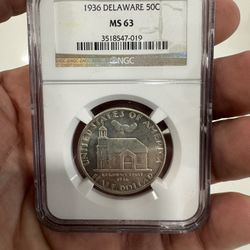 1936 DELAWARE 50C
MS 63
3518547-019
NGC
UNITED STATES OF AMERICA
HALF DOLLAR